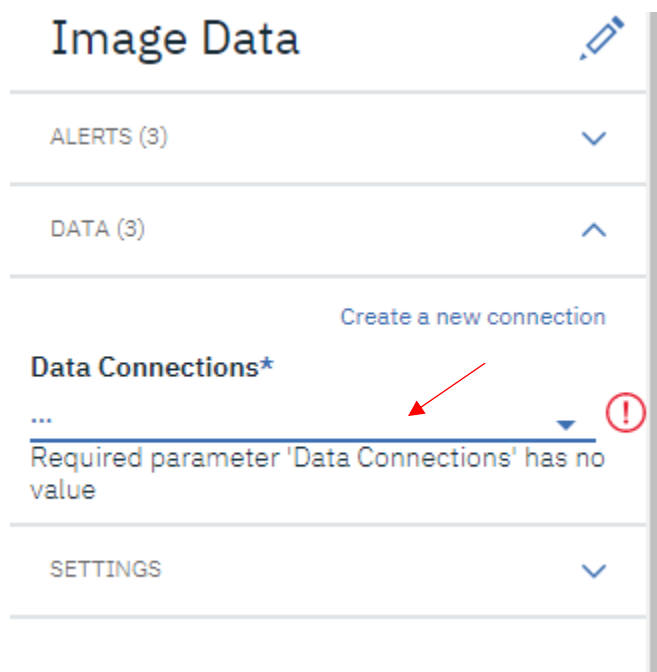 Image Data
ALERTS (3)
DATA (3)
Create a new connection
Data Connections*
...
Required parameter 'Data Connections' has no
value
SETTINGS